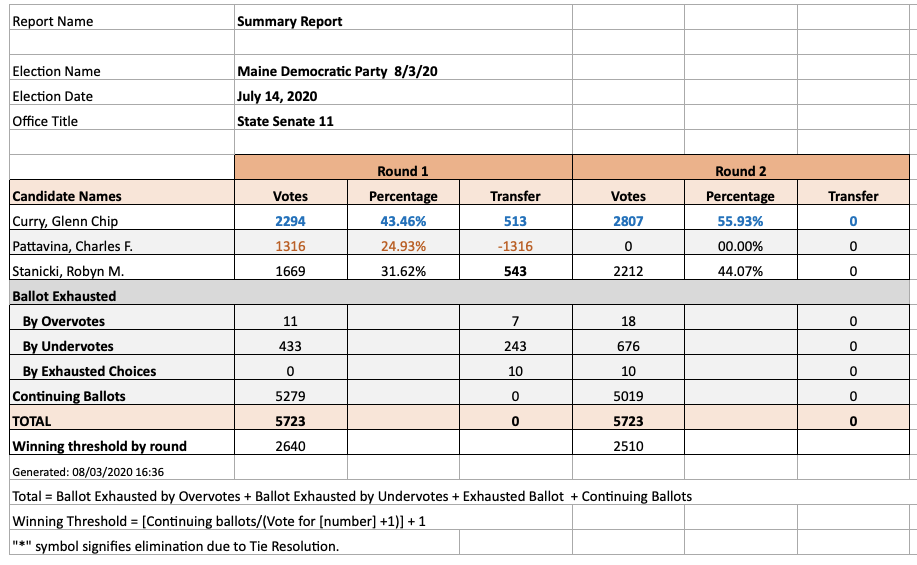 Report Name Summary Report
Election Name Maine Democratic Party 8/3/20
Election Date July 14, 2020
Office Title State Senate 11
Round 1 Round 2
Candidate Names Votes Percentage Transfer Votes Percentage Transfer
Curry, Glenn Chip 2294 43.46% 513 2807 55.93% 0
Pattavina, Charles F. 1316 24.93% -1316 0 00.00% 0
Stanicki, Robyn M. 1669 31.62% 543 2212 44.07% 0
Ballot Exhausted
By Overvotes 11 7 18 0
By Undervotes 433 243 676 0
By Exhausted Choices 0 10 10 0
Continuing Ballots 5279 0 5019 0
TOTAL 5723 0 5723 0
Winning threshold by round 2640 2510
Generated: 08/03/2020 16:36
Total = Ballot Exhausted by Overvotes + Ballot Exhausted by Undervotes + Exhausted Ballot + Continuing Ballots
Winning Threshold = [Continuing ballots/(Vote for [number] +1)] + 1
"*" symbol signifies elimination due to Tie Resolution.